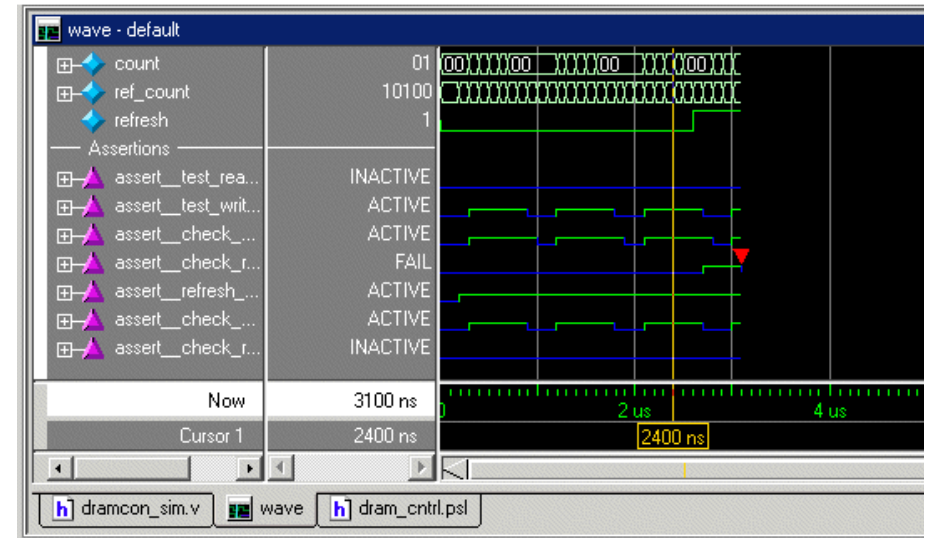 wave - default
count 01 00 00 00 00
ref_count 10100
refresh 1
Assertions
assert__test_rea... INACTIVE
assert__test_writ... ACTIVE
assert__check_... ACTIVE
assert__check_r... FAIL
assert__refresh_... ACTIVE
assert__check_... ACTIVE
assert__check_r... INACTIVE
Now 3100 ns 2 us 4 us
Cursor 1 2400 ns 2400 ns
h dramcon_sim.v wave h dram_cntrl.psl